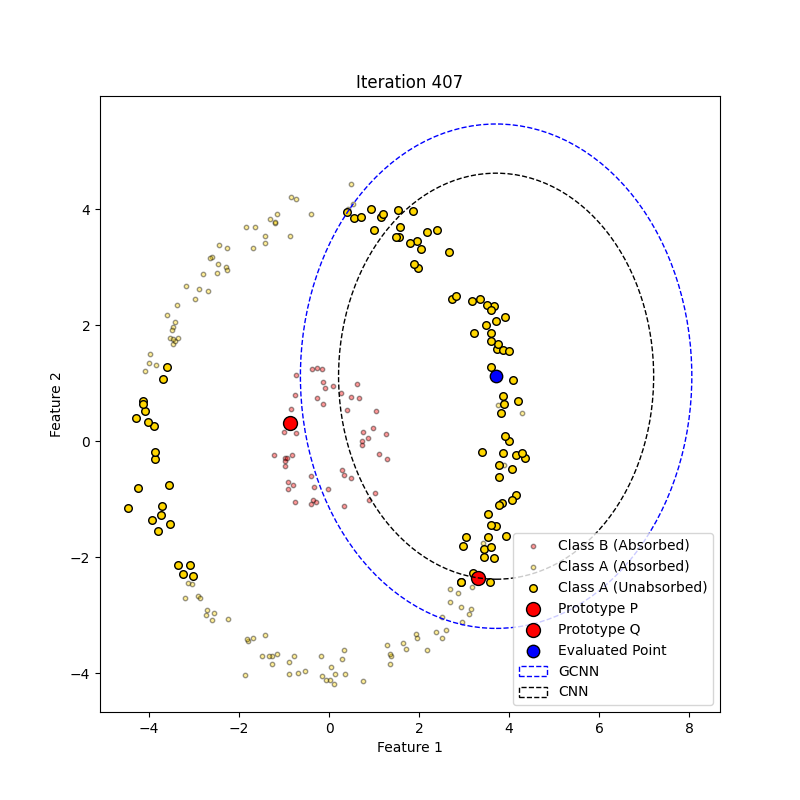 Iteration 407
Feature 2
4
2
0
−2
−4
Class B (Absorbed)
Class A (Absorbed)
Class A (Unabsorbed)
Prototype P
Prototype Q
Evaluated Point
GCNN
CNN
−4 −2 0 2 4 6 8
Feature 1